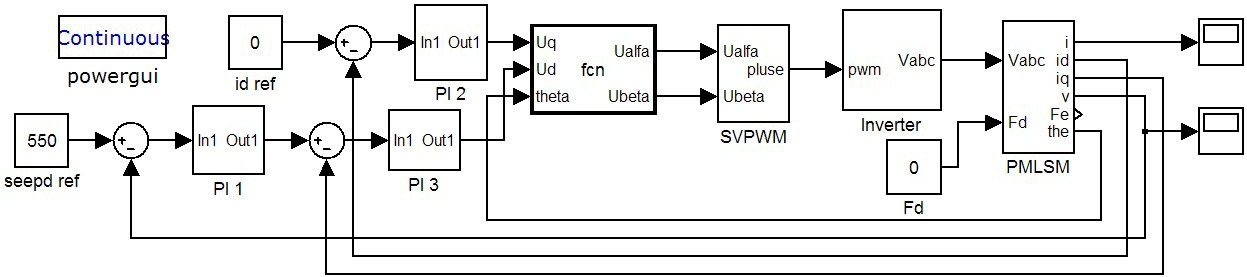 Continuous
powergui
0
id ref
In1 Out1
PI 2
Uq
Ud
theta
fcn
Ualfa
Ubeta
Ualfa
pluse
Ubeta
SVPWM
pwm
Vabc
Inverter
Vabc
Fd
i
id
iq
v
Fe
the
PMLSM
550
seepd ref
In1 Out1
PI 1
In1 Out1
PI 3
0
Fd